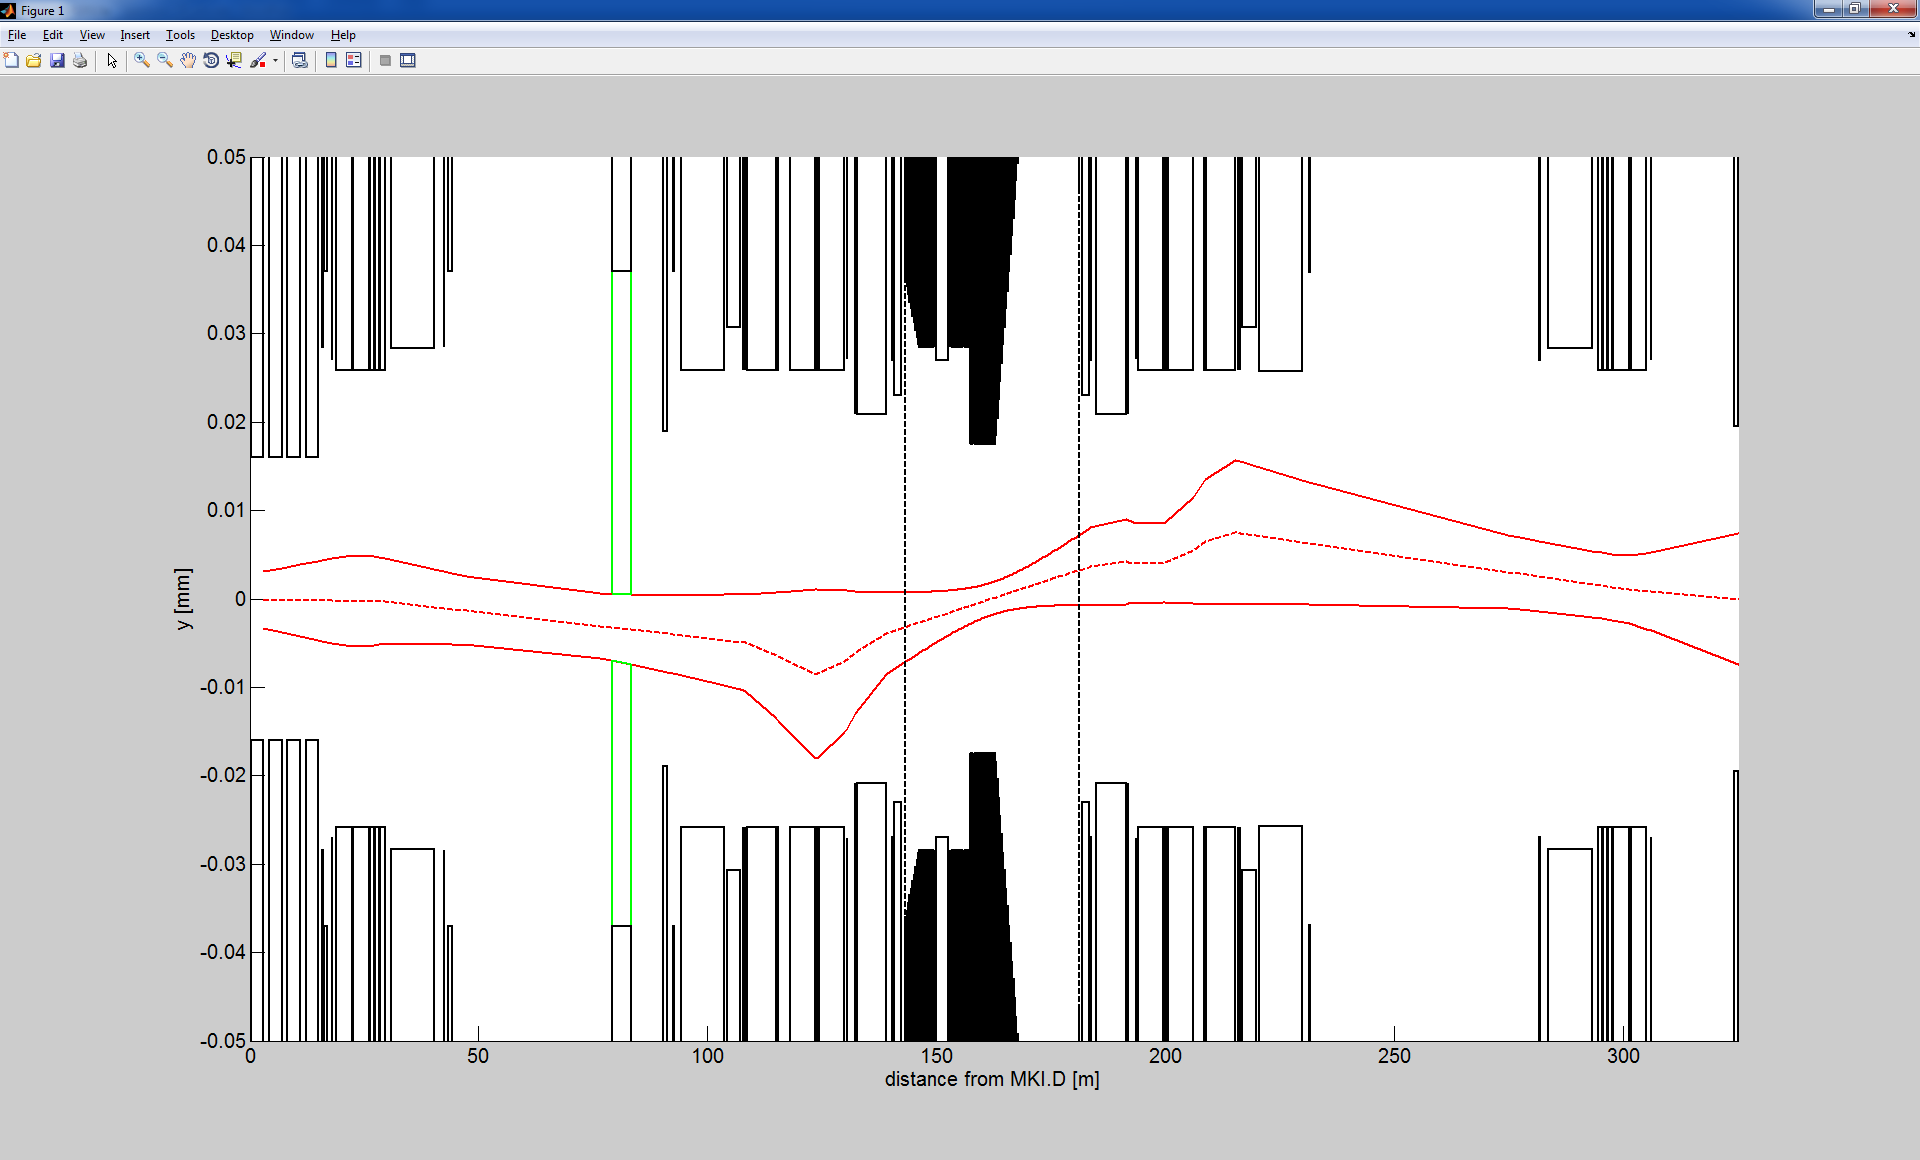 Figure 1
File Edit View Insert Tools Desktop Window Help
0.05
0.04
0.03
0.02
0.01
0
-0.01
-0.02
-0.03
-0.04
-0.05
y [mm]
0 50 100 150 200 250 300
distance from MKI.D [m]